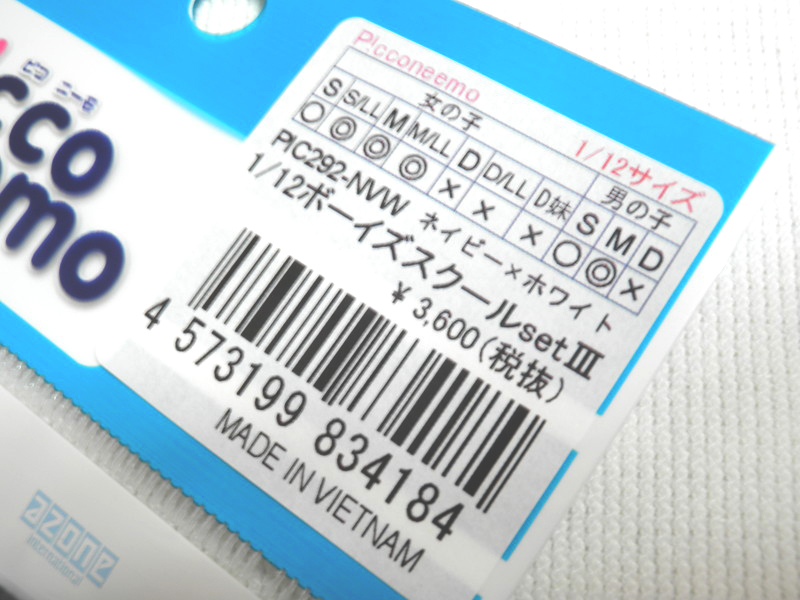 ピコ ニーモ
cco
emo
Picconeemo
1/12サイズ
女の子 男の子
S S/LL M M/LL D D/LL D妹 S M D
○ ◎ ◎ ◎ × × × ○ ◎ ×
PIC292-NVW ネイビー×ホワイト
1/12ボーイズスクールsetⅢ
¥ 3,600(税抜)
4 573199 834184
MADE IN VIETNAM
azone
international